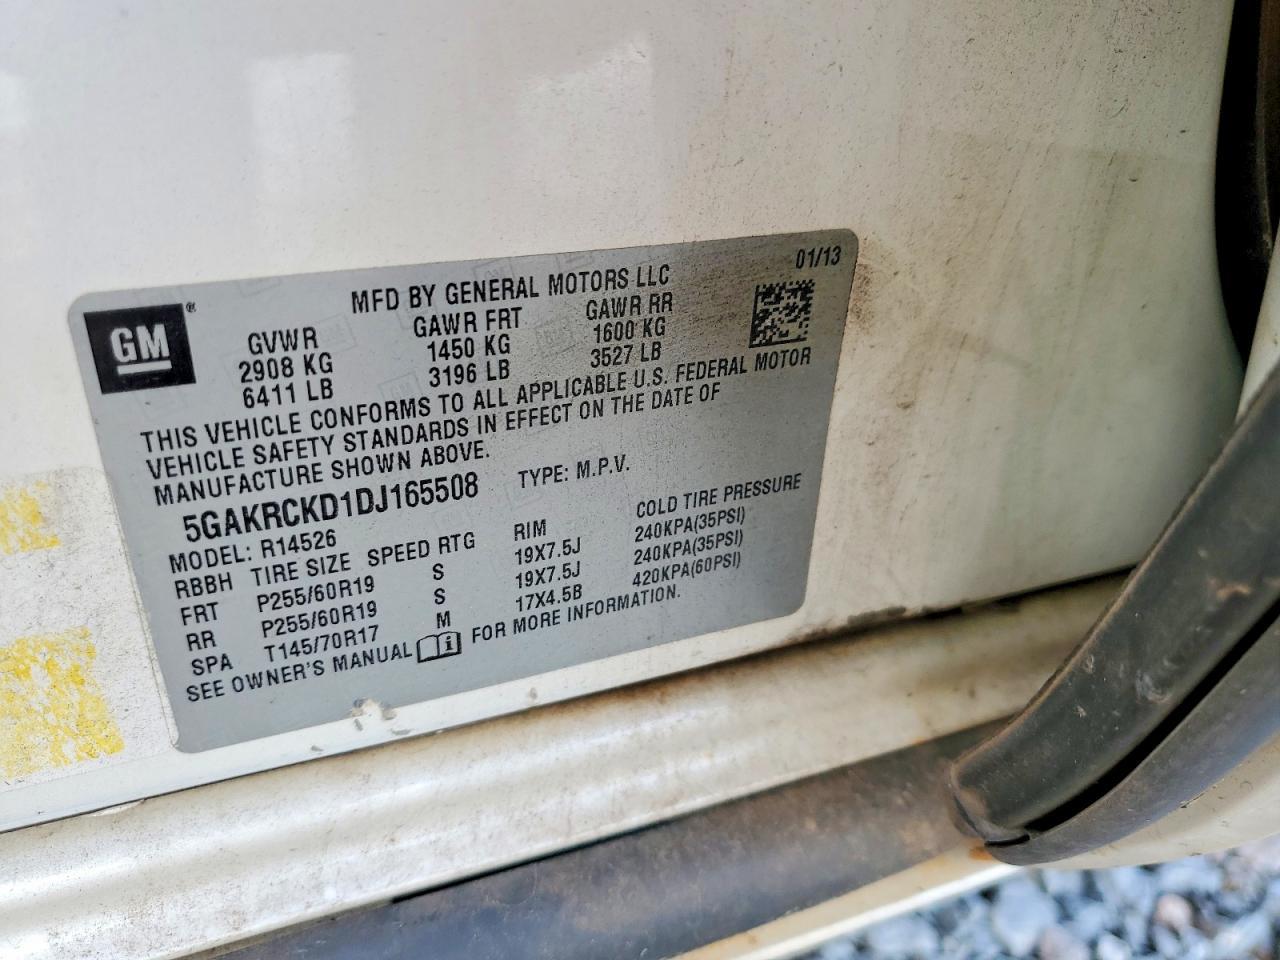 MFD BY GENERAL MOTORS LLC 01/13
GM ®
GVWR GAWR FRT GAWR RR
2908 KG 1450 KG 1600 KG
6411 LB 3196 LB 3527 LB
THIS VEHICLE CONFORMS TO ALL APPLICABLE U.S. FEDERAL MOTOR
VEHICLE SAFETY STANDARDS IN EFFECT ON THE DATE OF
MANUFACTURE SHOWN ABOVE.
5GAKRCKD1DJ165508 TYPE: M.P.V.
MODEL: R14526
RBBH TIRE SIZE SPEED RTG RIM COLD TIRE PRESSURE
FRT P255/60R19 S 19X7.5J 240KPA(35PSI)
RR P255/60R19 S 19X7.5J 240KPA(35PSI)
SPA T145/70R17 M 17X4.5B 420KPA(60PSI)
SEE OWNER'S MANUAL i FOR MORE INFORMATION.